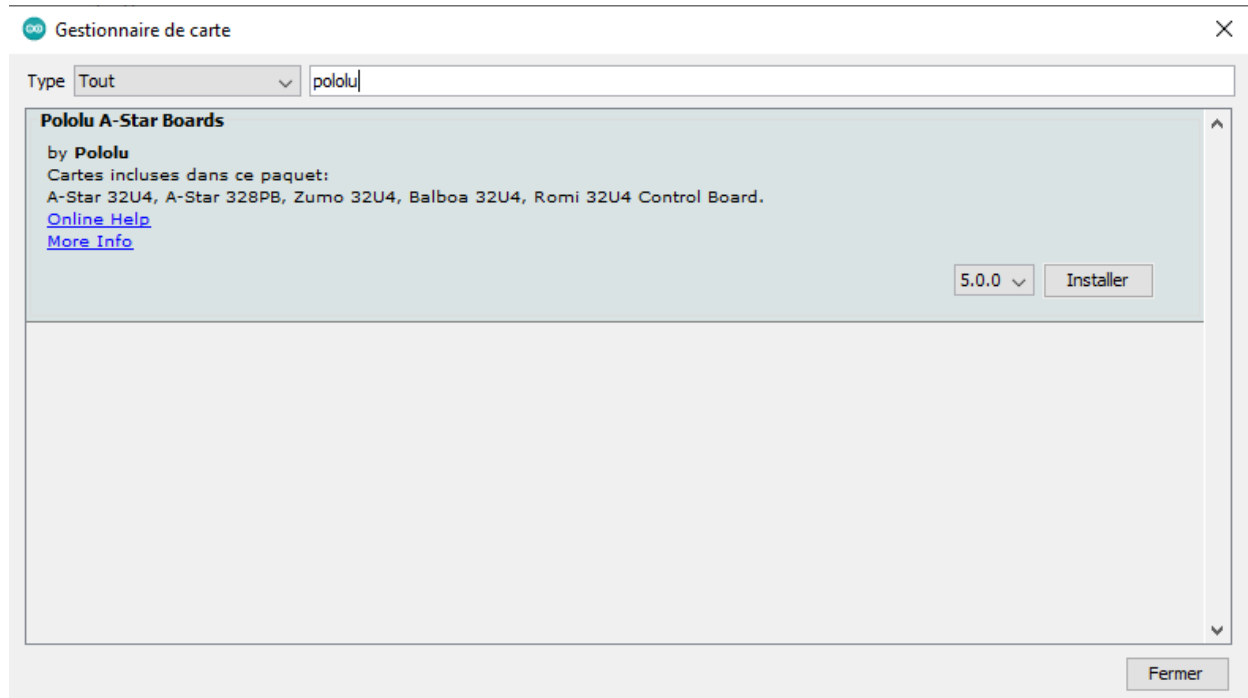 Gestionnaire de carte
Type Tout pololu
Pololu A-Star Boards
by Pololu
Cartes incluses dans ce paquet:
A-Star 32U4, A-Star 328PB, Zumo 32U4, Balboa 32U4, Romi 32U4 Control Board.
Online Help
More Info
5.0.0 Installer
Fermer